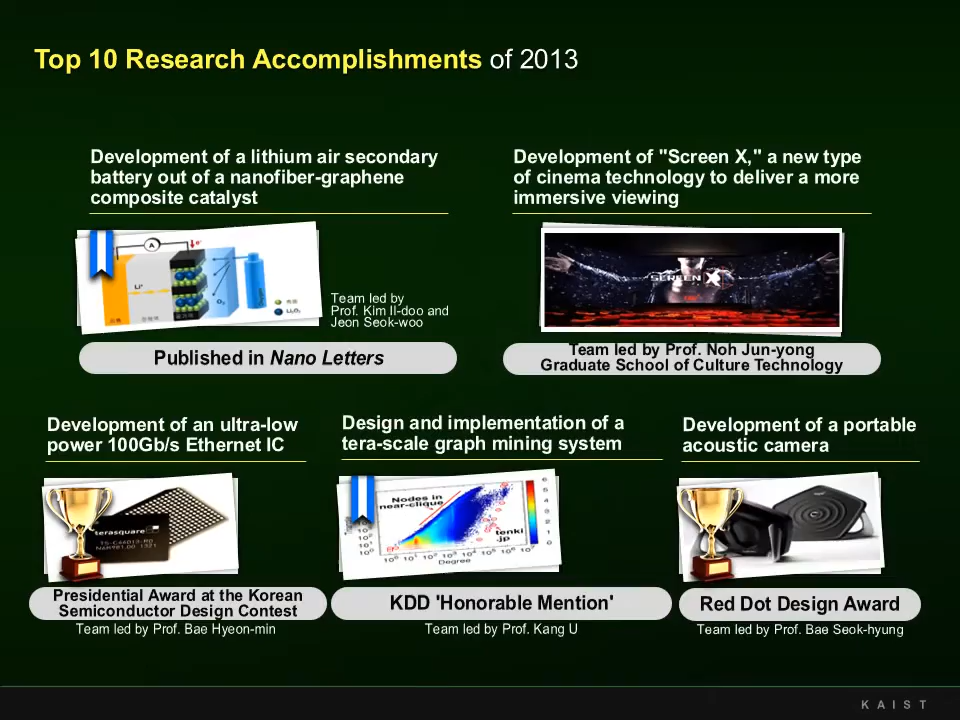 Top 10 Research Accomplishments of 2013
Development of a lithium air secondary
battery out of a nanofiber-graphene
composite catalyst
A
e⁻
Li⁺
O₂
Oxygen
Li₂O₂
Team led by
Prof. Kim Il-doo and
Jeon Seok-woo
Published in Nano Letters
Development of "Screen X," a new type
of cinema technology to deliver a more
immersive viewing
SCREEN X
Team led by Prof. Noh Jun-yong
Graduate School of Culture Technology
Development of an ultra-low
power 100Gb/s Ethernet IC
terasquare
Presidential Award at the Korean
Semiconductor Design Contest
Team led by Prof. Bae Hyeon-min
Design and implementation of a
tera-scale graph mining system
Nodes in
near-clique
tenki
.jp
Degree
KDD 'Honorable Mention'
Team led by Prof. Kang U
Development of a portable
acoustic camera
Red Dot Design Award
Team led by Prof. Bae Seok-hyung
KAIST